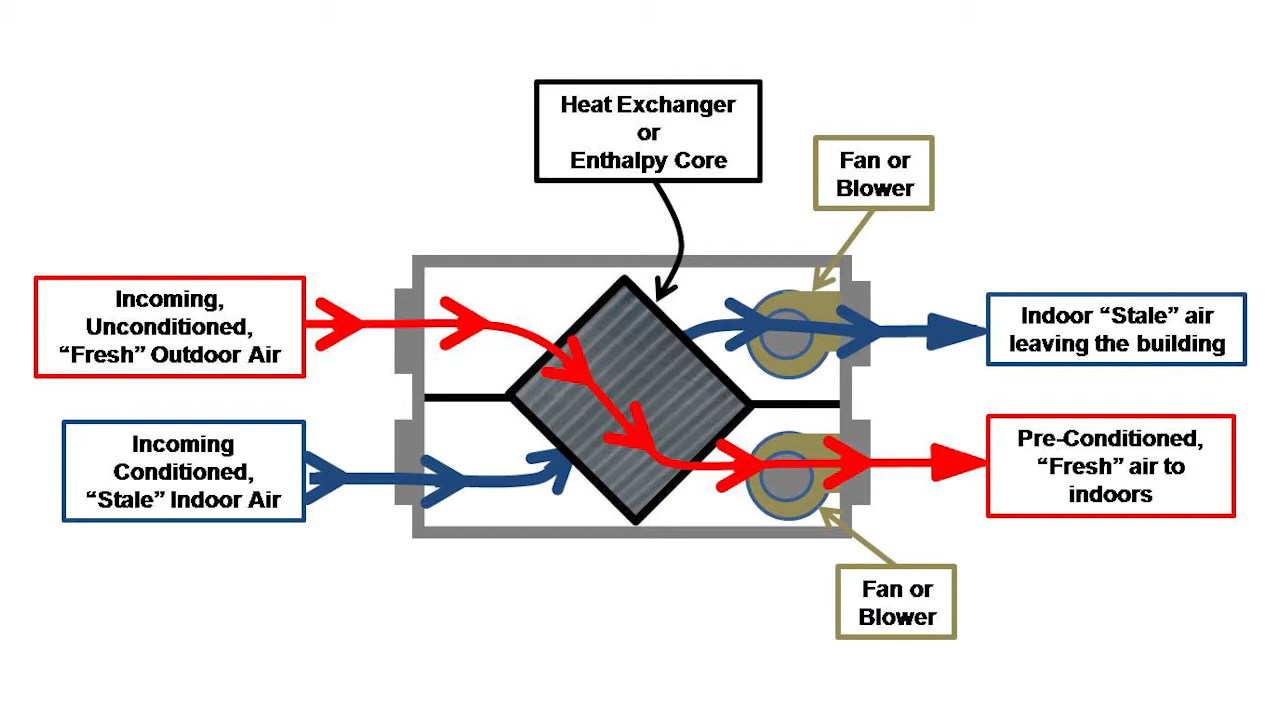 Heat Exchanger
or
Enthalpy Core
Fan or
Blower
Incoming,
Unconditioned,
“Fresh” Outdoor Air
Indoor “Stale” air
leaving the building
Incoming
Conditioned,
“Stale” Indoor Air
Pre-Conditioned,
“Fresh” air to
indoors
Fan or
Blower